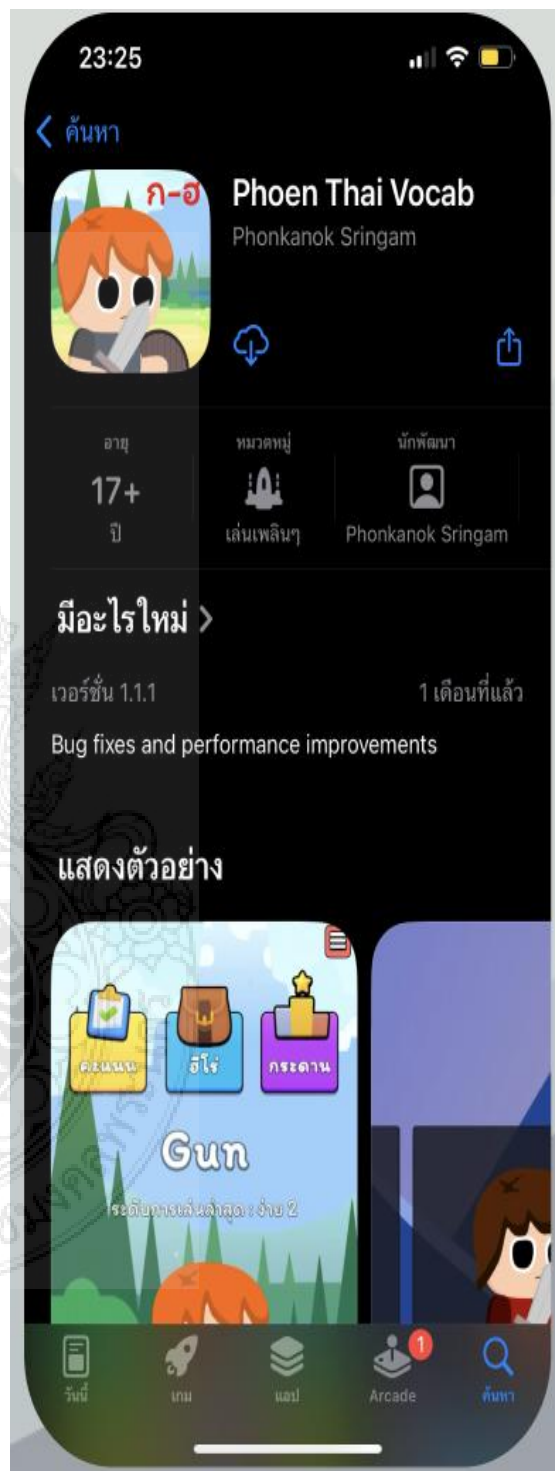 23:25
ค้นหา
ก-ฮ
Phoen Thai Vocab
Phonkanok Sringam
อายุ
หมวดหมู่
นักพัฒนา
17+
ปี
เล่นเพลินๆ
Phonkanok Sringam
มีอะไรใหม่
เวอร์ชั่น 1.1.1
1 เดือนที่แล้ว
Bug fixes and performance improvements
แสดงตัวอย่าง
คะแนน
ฮีโร่
กระดาน
Gun
ระดับการเล่นล่าสุด : ง่าย 2
วันนี้
เกม
แอป
Arcade
1
ค้นหา